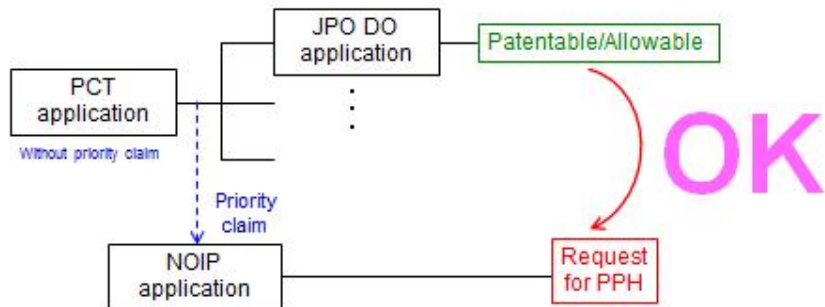 JPO DO
application
Patentable/Allowable
PCT
application
Without priority claim
OK
Priority
claim
NOIP
application
Request
for PPH